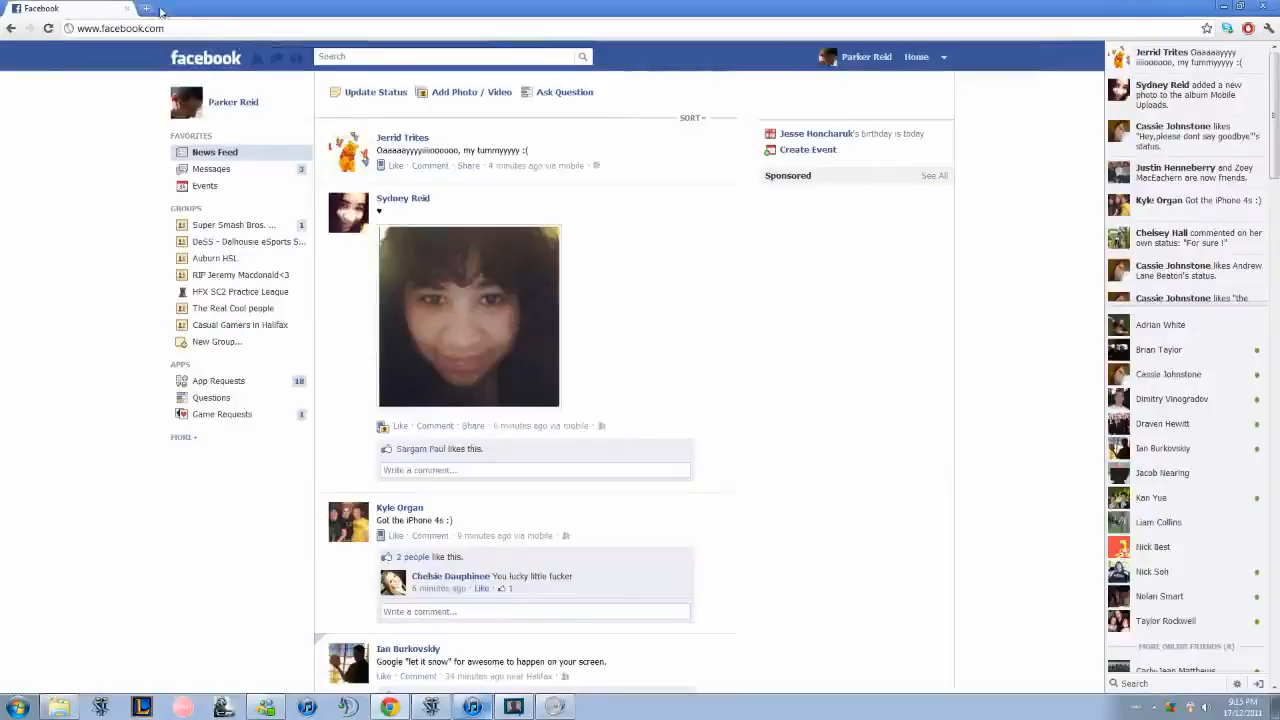 Facebook
www.facebook.com
facebook
Search
Parker Reid
Home
Parker Reid
FAVORITES
News Feed
Messages 3
Events
GROUPS
Super Smash Bros. ... 1
DeSS - Dalhousie eSports S...
Auburn HSL
RIP Jeremy Macdonald<3
HFX SC2 Practice League
The Real Cool people
Casual Gamers in Halifax
New Group...
APPS
App Requests 18
Questions
Game Requests 1
MORE
Update Status Add Photo / Video Ask Question
SORT
Jerrid Trites
Oaaaaayyyyiiiiooooo, my tummyyyyy :(
Like · Comment · Share · 4 minutes ago via mobile
Sydney Reid
♥
Like · Comment · Share · 6 minutes ago via mobile
Sargam Paul likes this.
Write a comment...
Kyle Organ
Got the iPhone 4s :)
Like · Comment · 9 minutes ago via mobile
2 people like this.
Chelsie Dauphinee You lucky little fucker
6 minutes ago · Like · 1
Write a comment...
Ian Burkovskiy
Google "let it snow" for awesome to happen on your screen.
Like · Comment · 34 minutes ago near Halifax
Jesse Honcharuk's birthday is today
Create Event
Sponsored See All
Jerrid Trites Oaaaaayyyy
iiiiooooo, my tummyyyyy :(
Sydney Reid added a new
photo to the album Mobile
Uploads.
Cassie Johnstone likes
"Hey,please dont say goodbye"'s
status.
Justin Henneberry and Zoey
MacEachern are now friends.
Kyle Organ Got the iPhone 4s :)
Chelsey Hall commented on her
own status: "For sure !"
Cassie Johnstone likes Andrew
Lane Beaton's status.
Cassie Johnstone likes "the
Adrian White
Brian Taylor
Cassie Johnstone
Dimitry Vinogradov
Draven Hewitt
Ian Burkovskiy
Jacob Nearing
Kan Yue
Liam Collins
Nick Best
Nick Soh
Nolan Smart
Taylor Rockwell
MORE ONLINE FRIENDS (8)
Search
9:15 PM
17/12/2011